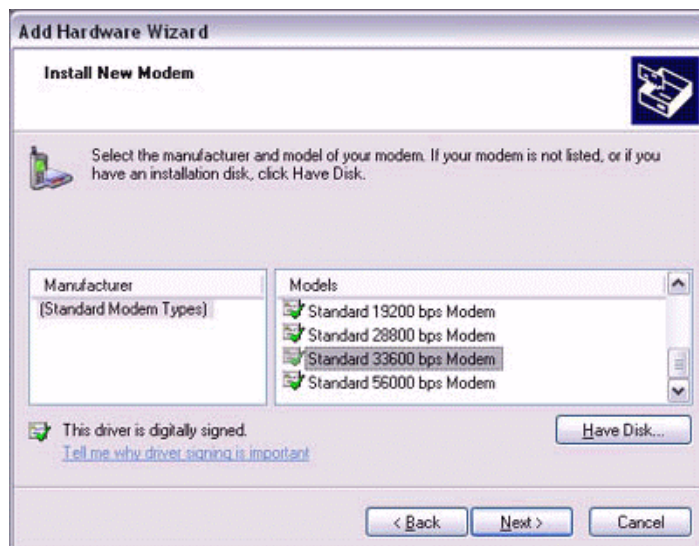 Add Hardware Wizard
Install New Modem
Select the manufacturer and model of your modem. If your modem is not listed, or if you
have an installation disk, click Have Disk.
Manufacturer
(Standard Modem Types)
Models
Standard 19200 bps Modem
Standard 28800 bps Modem
Standard 33600 bps Modem
Standard 56000 bps Modem
This driver is digitally signed.
Tell me why driver signing is important
Have Disk...
< Back
Next >
Cancel